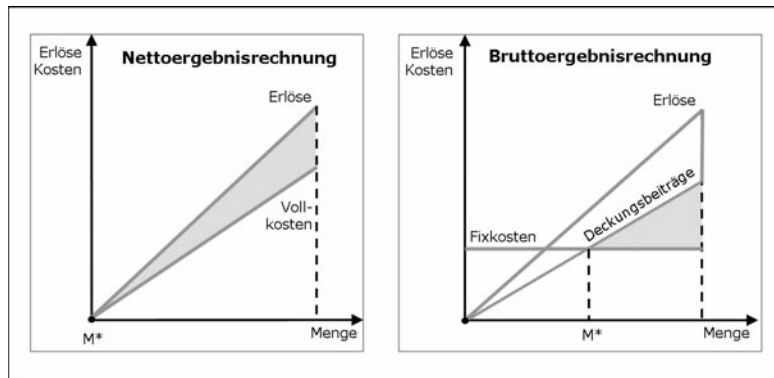 Erlöse
Kosten
Nettoergebnisrechnung
Erlöse
Voll-
kosten
M*
Menge
Erlöse
Kosten
Bruttoergebnisrechnung
Erlöse
Deckungsbeiträge
Fixkosten
M*
Menge